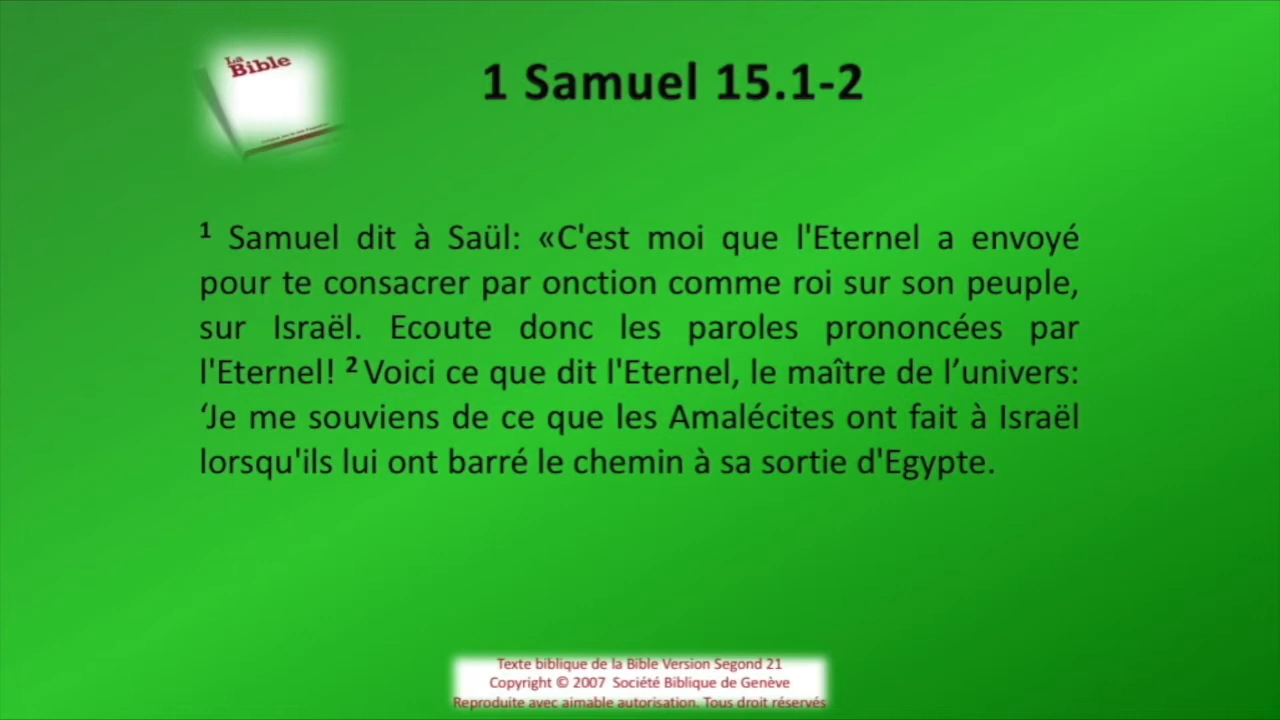 La
Bible
1 Samuel 15.1-2
1 Samuel dit à Saül: «C'est moi que l'Eternel a envoyé
pour te consacrer par onction comme roi sur son peuple,
sur Israël. Ecoute donc les paroles prononcées par
l'Eternel! 2 Voici ce que dit l'Eternel, le maître de l’univers:
‘Je me souviens de ce que les Amalécites ont fait à Israël
lorsqu'ils lui ont barré le chemin à sa sortie d'Egypte.
Texte biblique de la Bible Version Segond 21
Copyright © 2007 Société Biblique de Genève
Reproduite avec aimable autorisation. Tous droit réservés